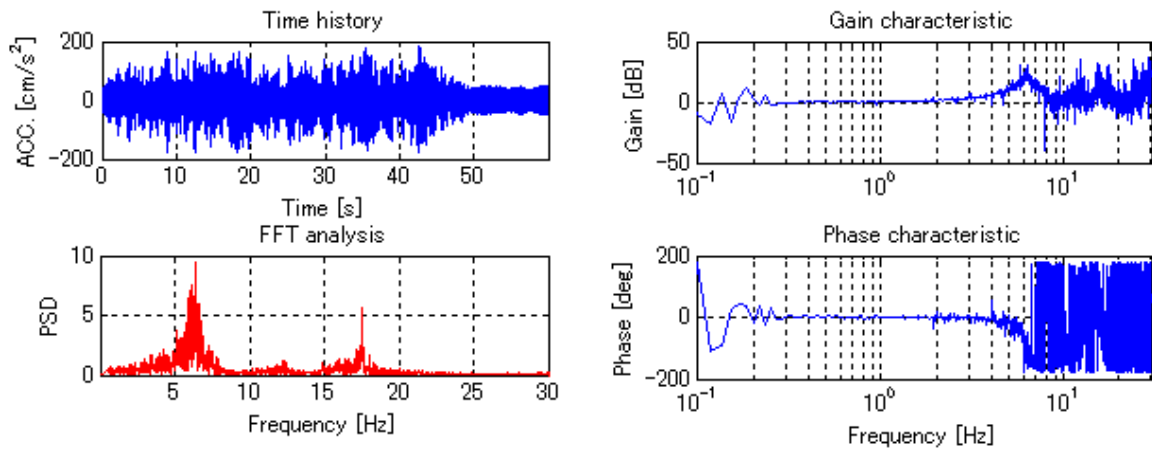 Time history
ACC. [cm/s²]
200
0
-200
0 10 20 30 40 50
Time [s]
Gain characteristic
Gain [dB]
50
0
-50
10⁻¹ 10⁰ 10¹
FFT analysis
PSD
10
5
0
5 10 15 20 25 30
Frequency [Hz]
Phase characteristic
Phase [deg]
200
0
-200
10⁻¹ 10⁰ 10¹
Frequency [Hz]